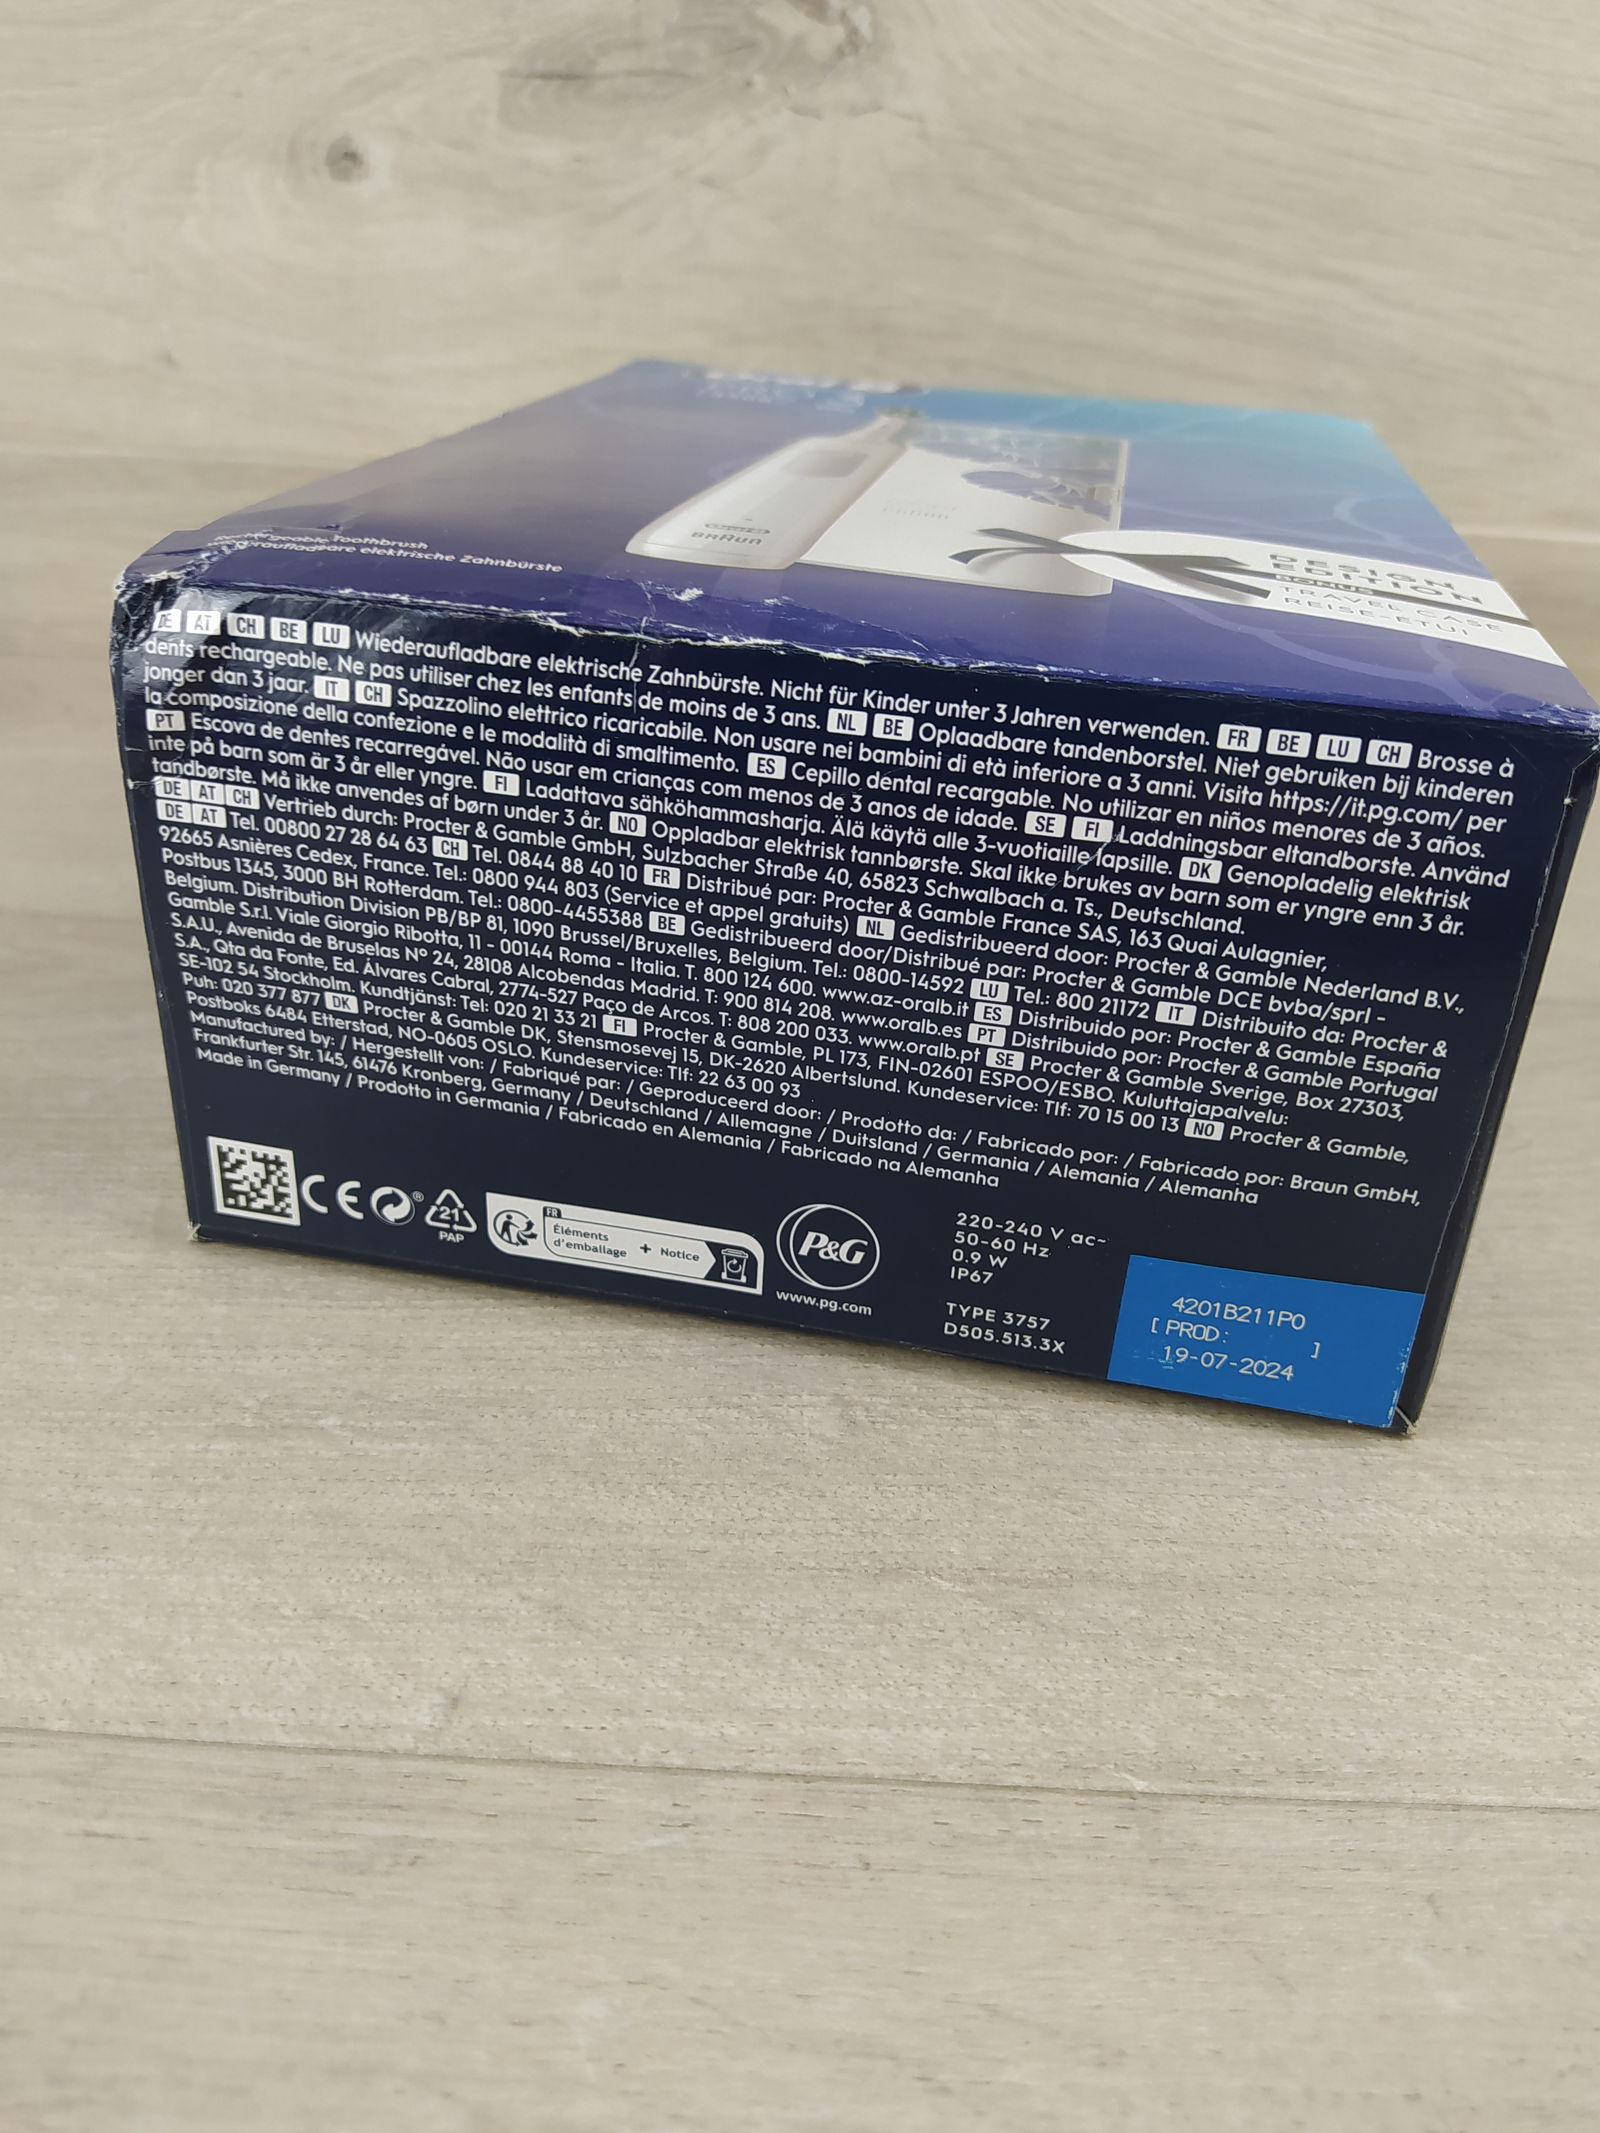 Rechargeable Toothbrush
Wiederaufladbare elektrische Zahnbürste
BRAUN
DESIGN
EDITION
BONUS
TRAVEL CASE
REISE-ETUI
DE AT CH BE LU Wiederaufladbare elektrische Zahnbürste. Nicht für Kinder unter 3 Jahren verwenden. FR BE LU CH Brosse à
dents rechargeable. Ne pas utiliser chez les enfants de moins de 3 ans. NL BE Oplaadbare tandenborstel. Niet gebruiken bij kinderen
jonger dan 3 jaar. IT CH Spazzolino elettrico ricaricabile. Non usare nei bambini di età inferiore a 3 anni. Visita https://it.pg.com/ per
la composizione della confezione e le modalità di smaltimento. ES Cepillo dental recargable. No utilizar en niños menores de 3 años.
PT Escova de dentes recarregável. Não usar em crianças com menos de 3 anos de idade. SE FI Laddningsbar eltandborste. Använd
inte på barn som är 3 år eller yngre. FI Ladattava sähköhammasharja. Älä käytä alle 3-vuotiaille lapsille. DK Genopladelig elektrisk
tandbørste. Må ikke anvendes af børn under 3 år. NO Oppladbar elektrisk tannbørste. Skal ikke brukes av barn som er yngre enn 3 år.
DE AT CH Vertrieb durch: Procter & Gamble GmbH, Sulzbacher Straße 40, 65823 Schwalbach a. Ts., Deutschland.
DE AT Tel. 00800 27 28 64 63 CH Tel. 0844 88 40 10 FR Distribué par: Procter & Gamble France SAS, 163 Quai Aulagnier,
92665 Asnières Cedex, France. Tel.: 0800 944 803 (Service et appel gratuits) NL Gedistribueerd door: Procter & Gamble Nederland B.V.,
Postbus 1345, 3000 BH Rotterdam. Tel.: 0800-4455388 BE Gedistribueerd door/Distribué par: Procter & Gamble DCE bvba/sprl -
Belgium. Distribution Division PB/BP 81, 1090 Brussel/Bruxelles, Belgium. Tel.: 0800-14592 LU Tel.: 800 21172 IT Distribuito da: Procter &
Gamble S.r.l. Viale Giorgio Ribotta, 11 - 00144 Roma - Italia. T. 800 124 600. www.az-oralb.it ES Distribuido por: Procter & Gamble España
S.A.U., Avenida de Bruselas Nº 24, 28108 Alcobendas Madrid. T: 900 814 208. www.oralb.es PT Distribuido por: Procter & Gamble Portugal
S.A., Qta da Fonte, Ed. Álvares Cabral, 2774-527 Paço de Arcos. T: 808 200 033. www.oralb.pt SE Procter & Gamble Sverige, Box 27303,
SE-102 54 Stockholm. Kundtjänst: Tel: 020 21 33 21 FI Procter & Gamble, PL 173, FIN-02601 ESPOO/ESBO. Kuluttajapalvelu:
Puh: 020 377 877 DK Procter & Gamble DK, Stensmosevej 15, DK-2620 Albertslund. Kundeservice: Tlf: 70 15 00 13 NO Procter & Gamble,
Postboks 6484 Etterstad, NO-0605 OSLO. Kundeservice: Tlf: 22 63 00 93
Manufactured by: / Hergestellt von: / Fabriqué par: / Geproduceerd door: / Prodotto da: / Fabricado por: / Fabricado por: Braun GmbH,
Frankfurter Str. 145, 61476 Kronberg, Germany / Deutschland / Allemagne / Duitsland / Germania / Alemania / Alemanha
Made in Germany / Prodotto in Germania / Fabricado en Alemania / Fabricado na Alemanha
CE
21
PAP
FR
Éléments
d'emballage + Notice
P&G
www.pg.com
220-240 V ac~
50-60 Hz
0.9 W
IP67
TYPE 3757
D505.513.3X
4201B211P0
[ PROD: ]
19-07-2024